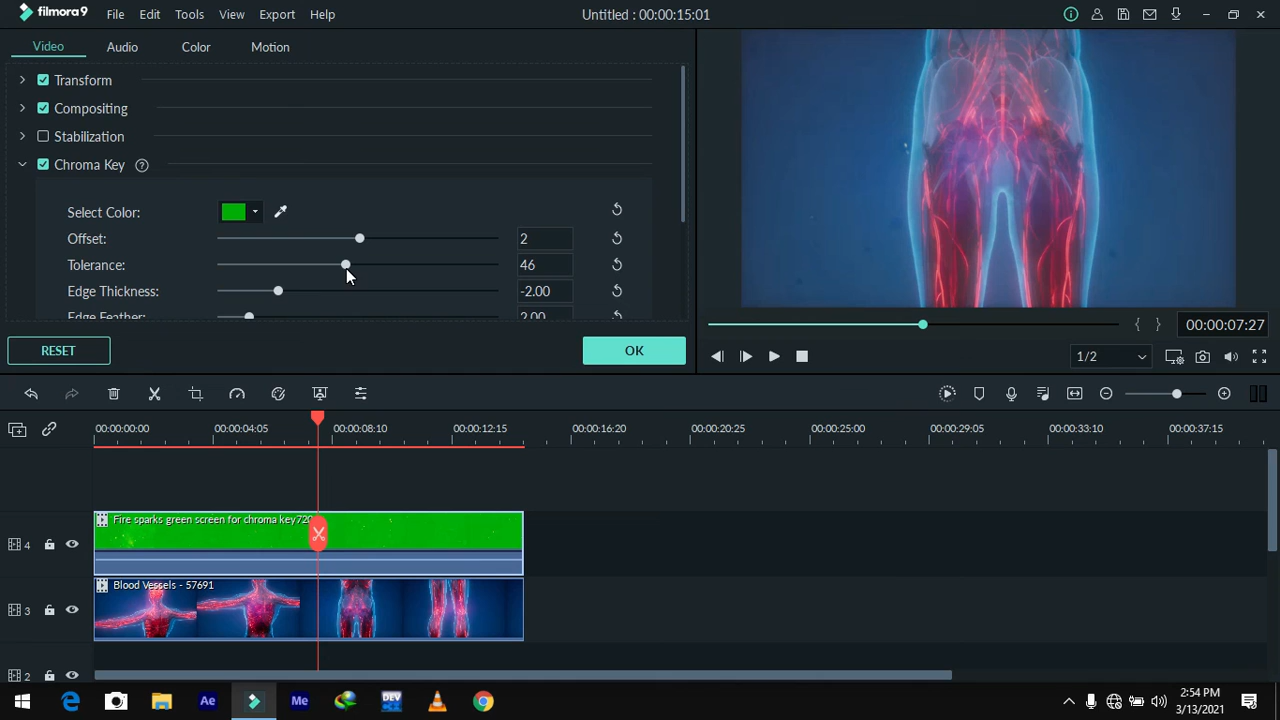 filmora9 File Edit Tools View Export Help Untitled : 00:00:15:01
Video Audio Color Motion
Transform
Compositing
Stabilization
Chroma Key ?
Select Color:
Offset: 2
Tolerance: 46
Edge Thickness: -2.00
Edge Feather: 2.00
RESET OK
{ } 00:00:07:27
1/2
00:00:00:00 00:00:04:05 00:00:08:10 00:00:12:15 00:00:16:20 00:00:20:25 00:00:25:00 00:00:29:05 00:00:33:10 00:00:37:15
Fire sparks green screen for chroma key720
4
Blood Vessels - 57691
3
2
Ae Me DEV
2:54 PM
3/13/2021